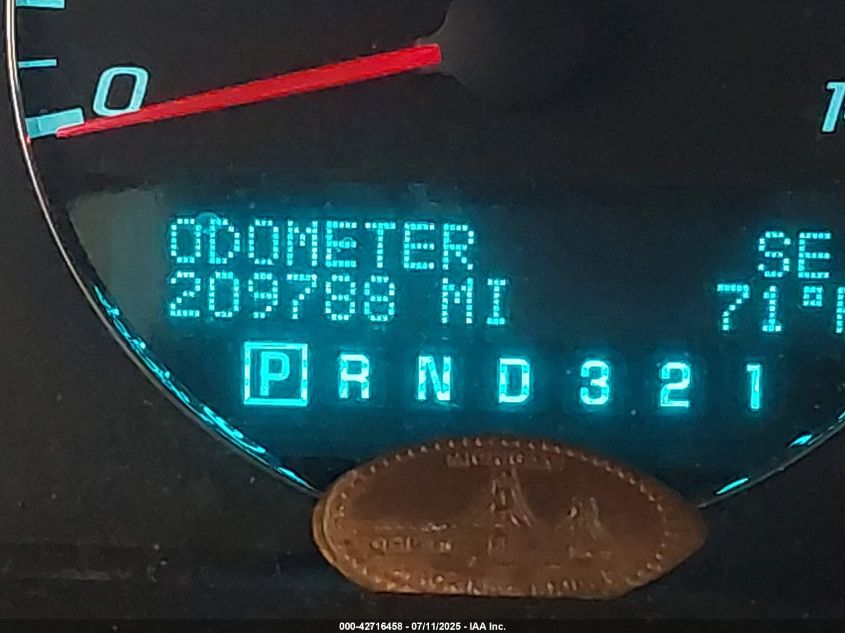 0
ODOMETER SE
209788 MI 71°F
P R N D 3 2 1
000-42716458 - 07/11/2025 - IAA Inc.